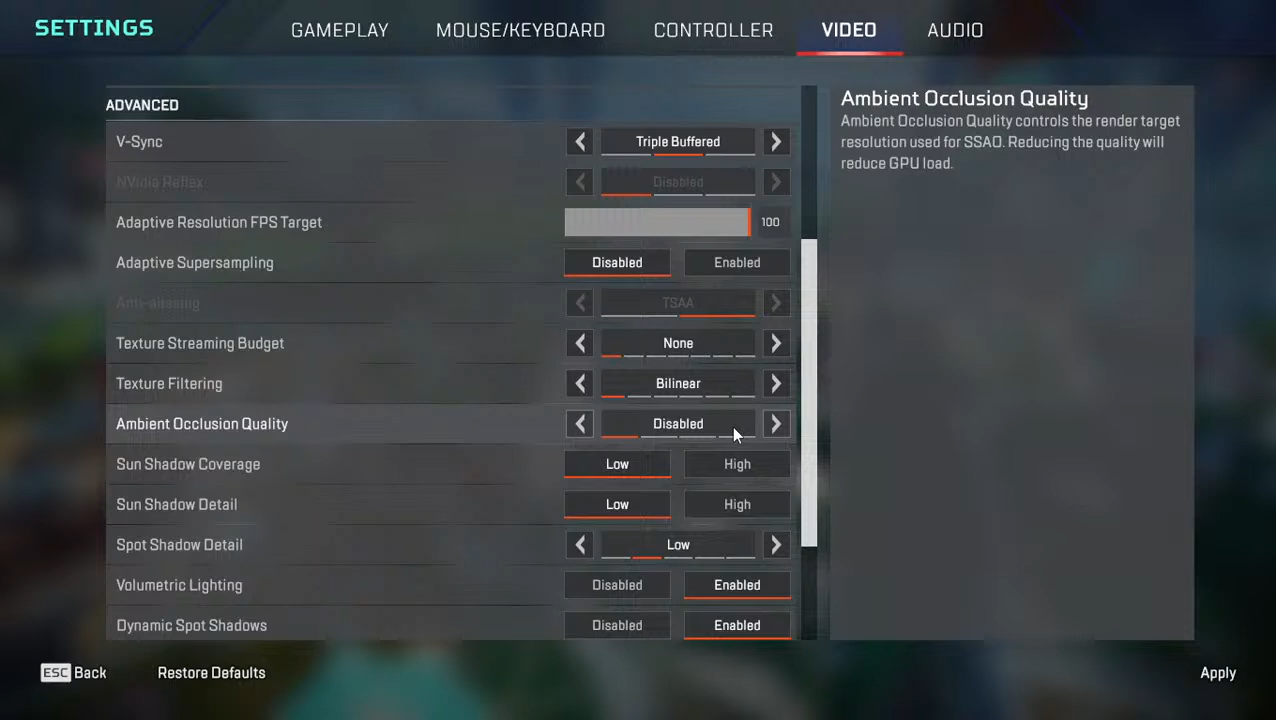 SETTINGS
GAMEPLAY
MOUSE/KEYBOARD
CONTROLLER
VIDEO
AUDIO
ADVANCED
V-Sync
Triple Buffered
NVidia Reflex
Disabled
Adaptive Resolution FPS Target
100
Adaptive Supersampling
Disabled
Enabled
Anti-aliasing
TSAA
Texture Streaming Budget
None
Texture Filtering
Bilinear
Ambient Occlusion Quality
Disabled
Sun Shadow Coverage
Low
High
Sun Shadow Detail
Low
High
Spot Shadow Detail
Low
Volumetric Lighting
Disabled
Enabled
Dynamic Spot Shadows
Disabled
Enabled
Ambient Occlusion Quality
Ambient Occlusion Quality controls the render target
resolution used for SSAO. Reducing the quality will
reduce GPU load.
ESC Back
Restore Defaults
Apply